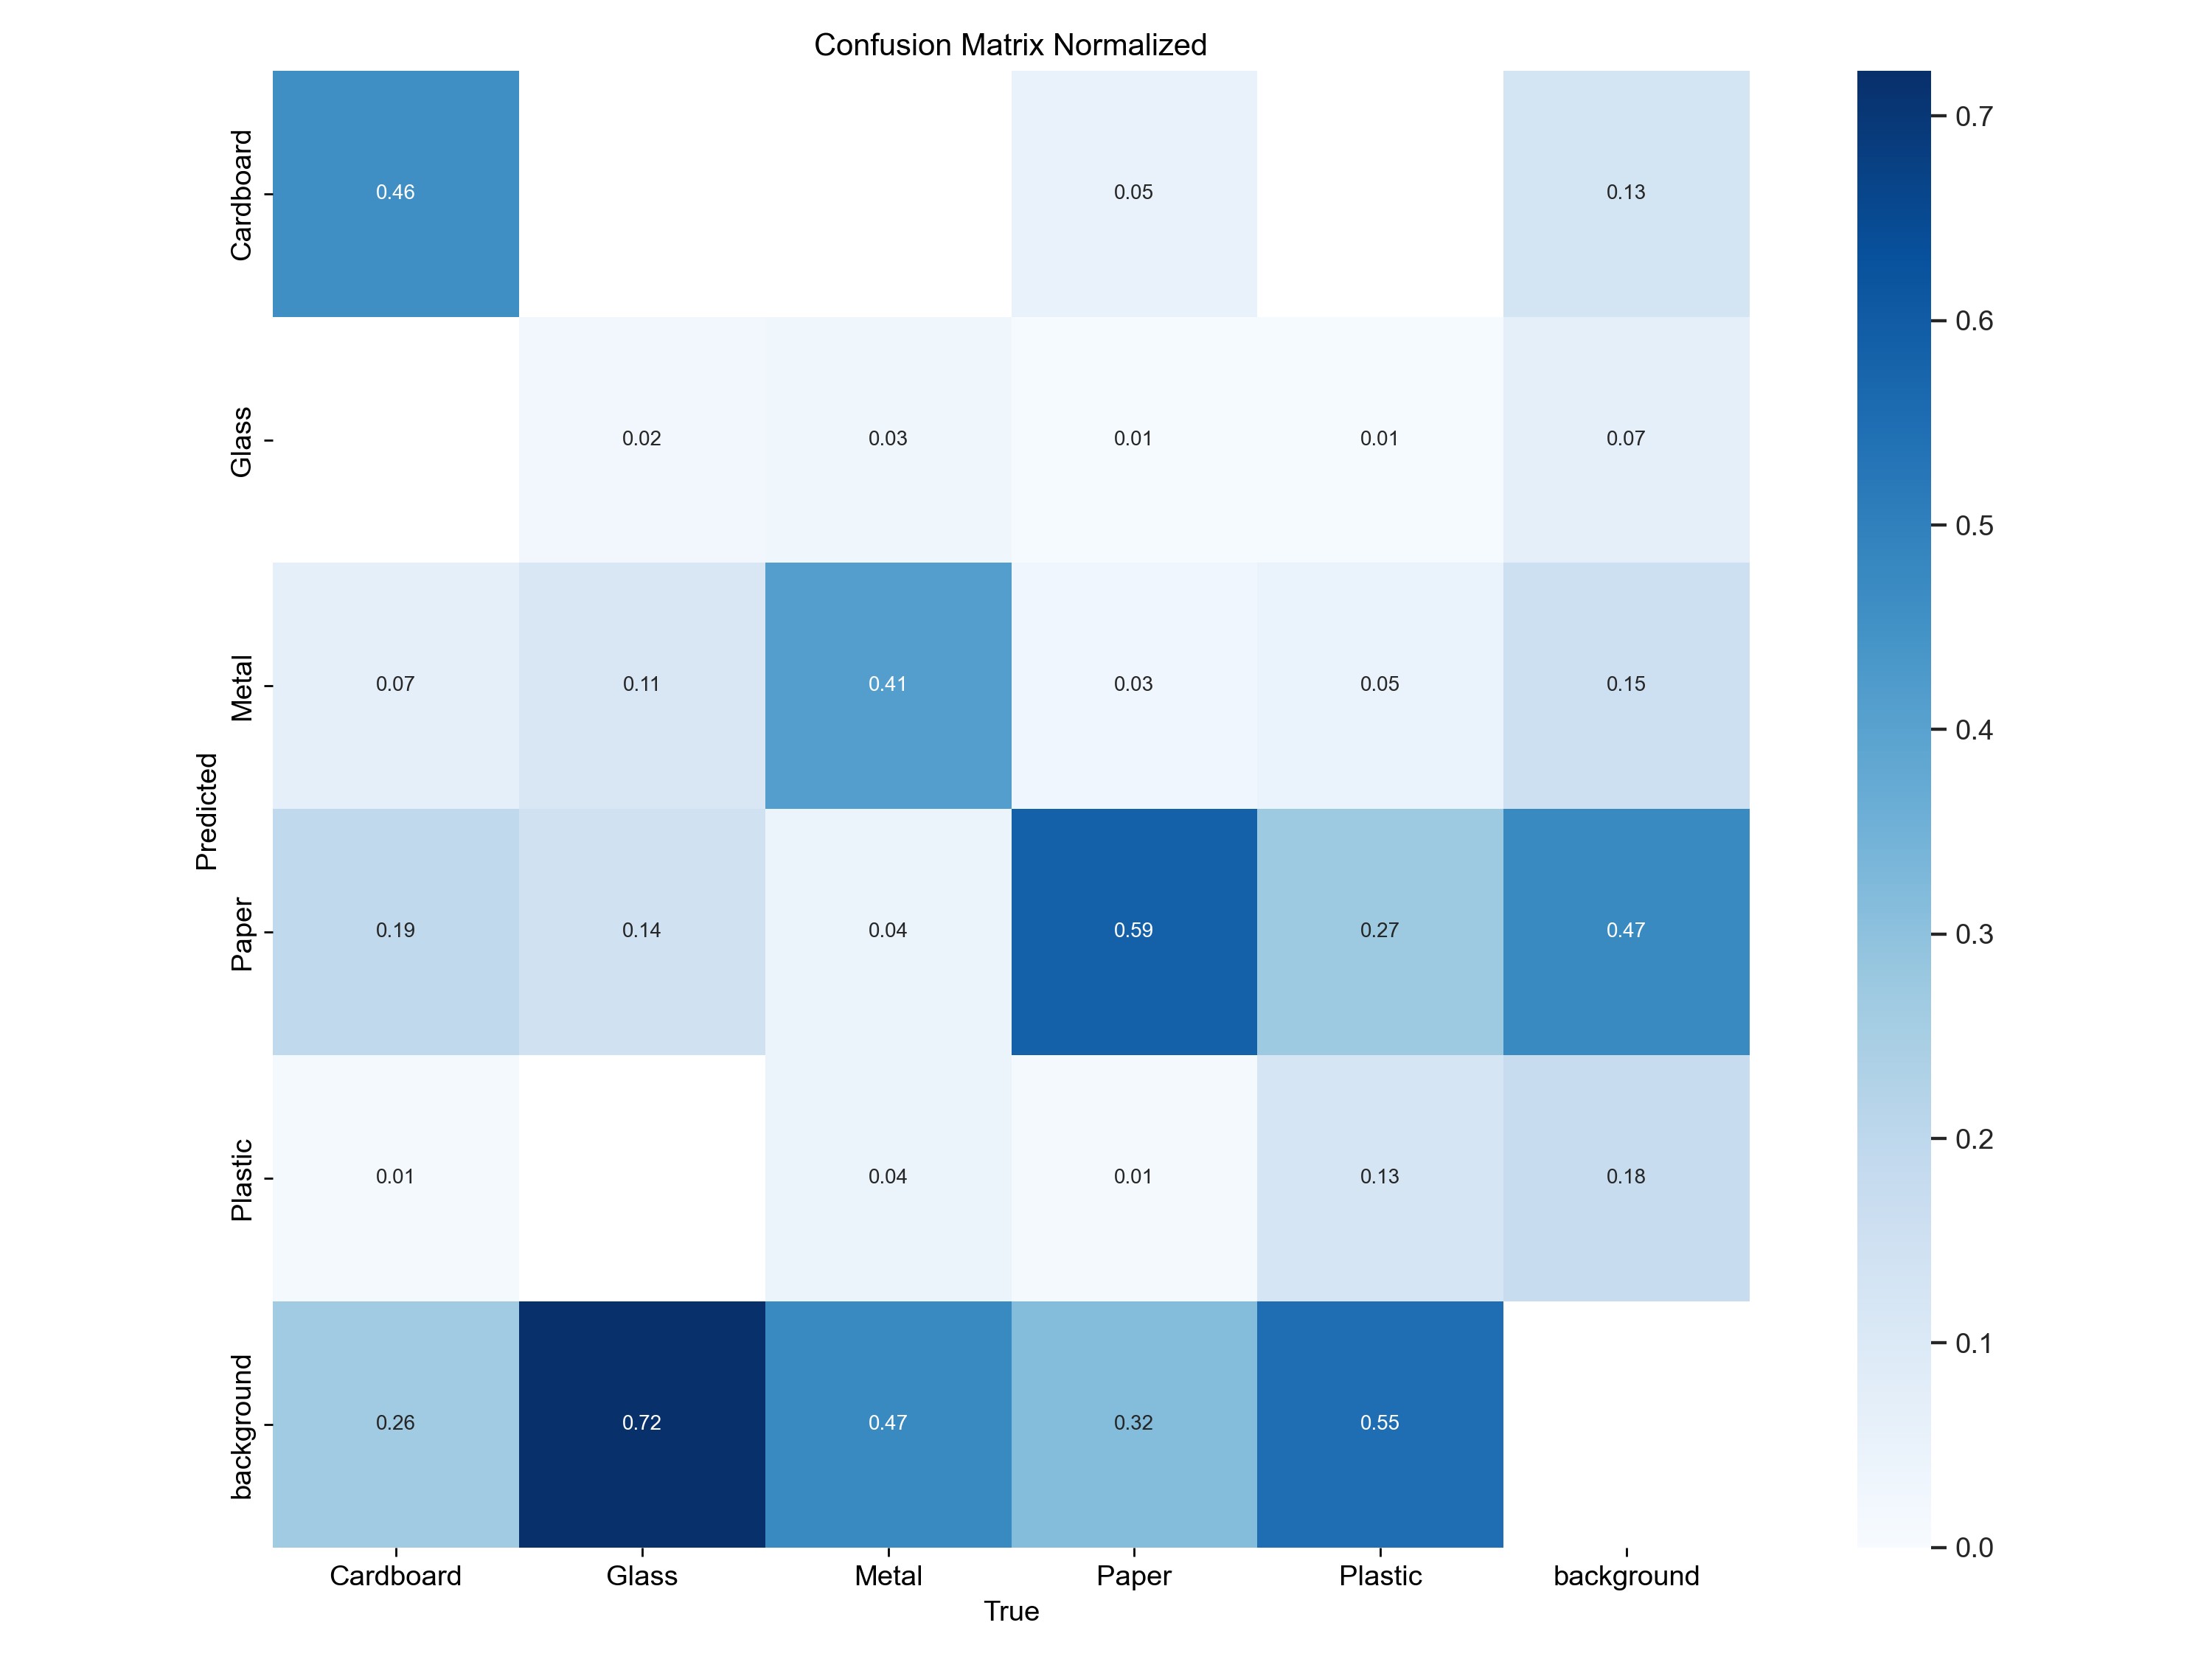 Confusion Matrix Normalized
Cardboard
0.46
0.05
0.13
Glass
0.02
0.03
0.01
0.01
0.07
Metal
0.07
0.11
0.41
0.03
0.05
0.15
Predicted
Paper
0.19
0.14
0.04
0.59
0.27
0.47
Plastic
0.01
0.04
0.01
0.13
0.18
background
0.26
0.72
0.47
0.32
0.55
Cardboard
Glass
Metal
Paper
Plastic
background
True
0.7
0.6
0.5
0.4
0.3
0.2
0.1
0.0